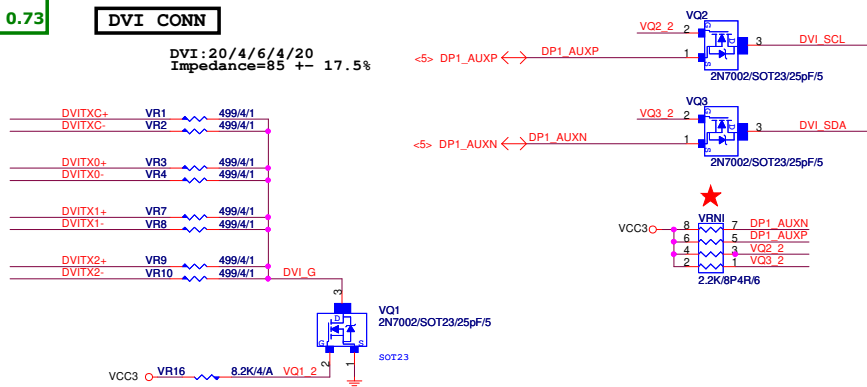 0.73
DVI CONN
DVI:20/4/6/4/20
Impedance=85 +- 17.5%
VQ2
VQ2_2 2
G D S
<5> DP1_AUXP DP1_AUXP 1
3 DVI_SCL
2N7002/SOT23/25pF/5
VQ3
VQ3_2 2
G D S
<5> DP1_AUXN DP1_AUXN 1
3 DVI_SDA
2N7002/SOT23/25pF/5
DVITXC+ VR1 499/4/1
DVITXC- VR2 499/4/1
DVITX0+ VR3 499/4/1
DVITX0- VR4 499/4/1
DVITX1+ VR7 499/4/1
DVITX1- VR8 499/4/1
DVITX2+ VR9 499/4/1
DVITX2- VR10 499/4/1 DVI_G
VRNI
VCC3 8 7 DP1_AUXN
6 5 DP1_AUXP
4 3 VQ2_2
2 1 VQ3_2
2.2K/8P4R/6
3
D
G S
VQ1
2N7002/SOT23/25pF/5
SOT23
2 1
VCC3 VR16 8.2K/4/A VQ1_2